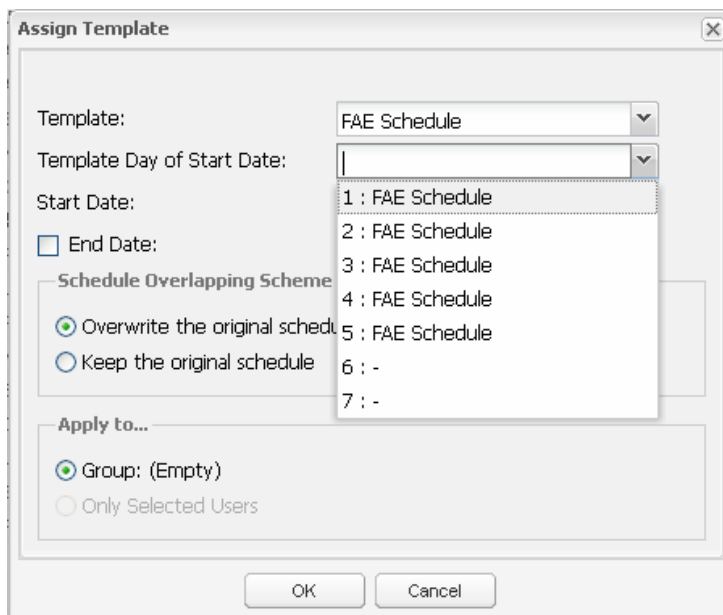 Assign Template
Template: FAE Schedule
Template Day of Start Date:
1 : FAE Schedule
Start Date:
2 : FAE Schedule
End Date:
3 : FAE Schedule
Schedule Overlapping Scheme
4 : FAE Schedule
Overwrite the original schedu
5 : FAE Schedule
Keep the original schedule
6 : -
7 : -
Apply to...
Group: (Empty)
Only Selected Users
OK Cancel